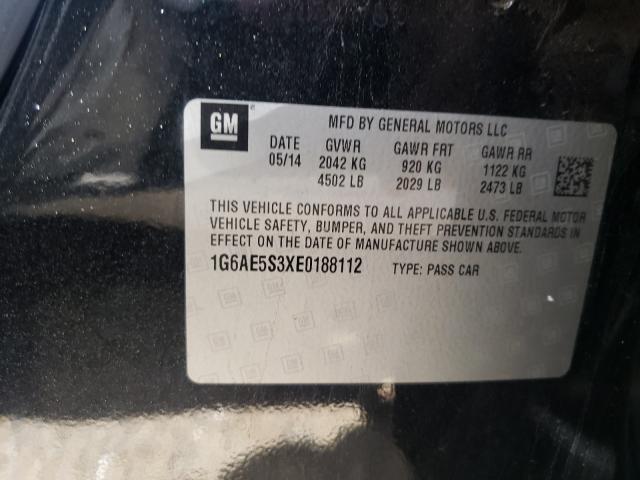 GM
MFD BY GENERAL MOTORS LLC
DATE GVWR GAWR FRT GAWR RR
05/14 2042 KG 920 KG 1122 KG
4502 LB 2029 LB 2473 LB
THIS VEHICLE CONFORMS TO ALL APPLICABLE U.S. FEDERAL MOTOR
VEHICLE SAFETY, BUMPER, AND THEFT PREVENTION STANDARDS IN
EFFECT ON THE DATE OF MANUFACTURE SHOWN ABOVE.
1G6AE5S3XE0188112 TYPE: PASS CAR